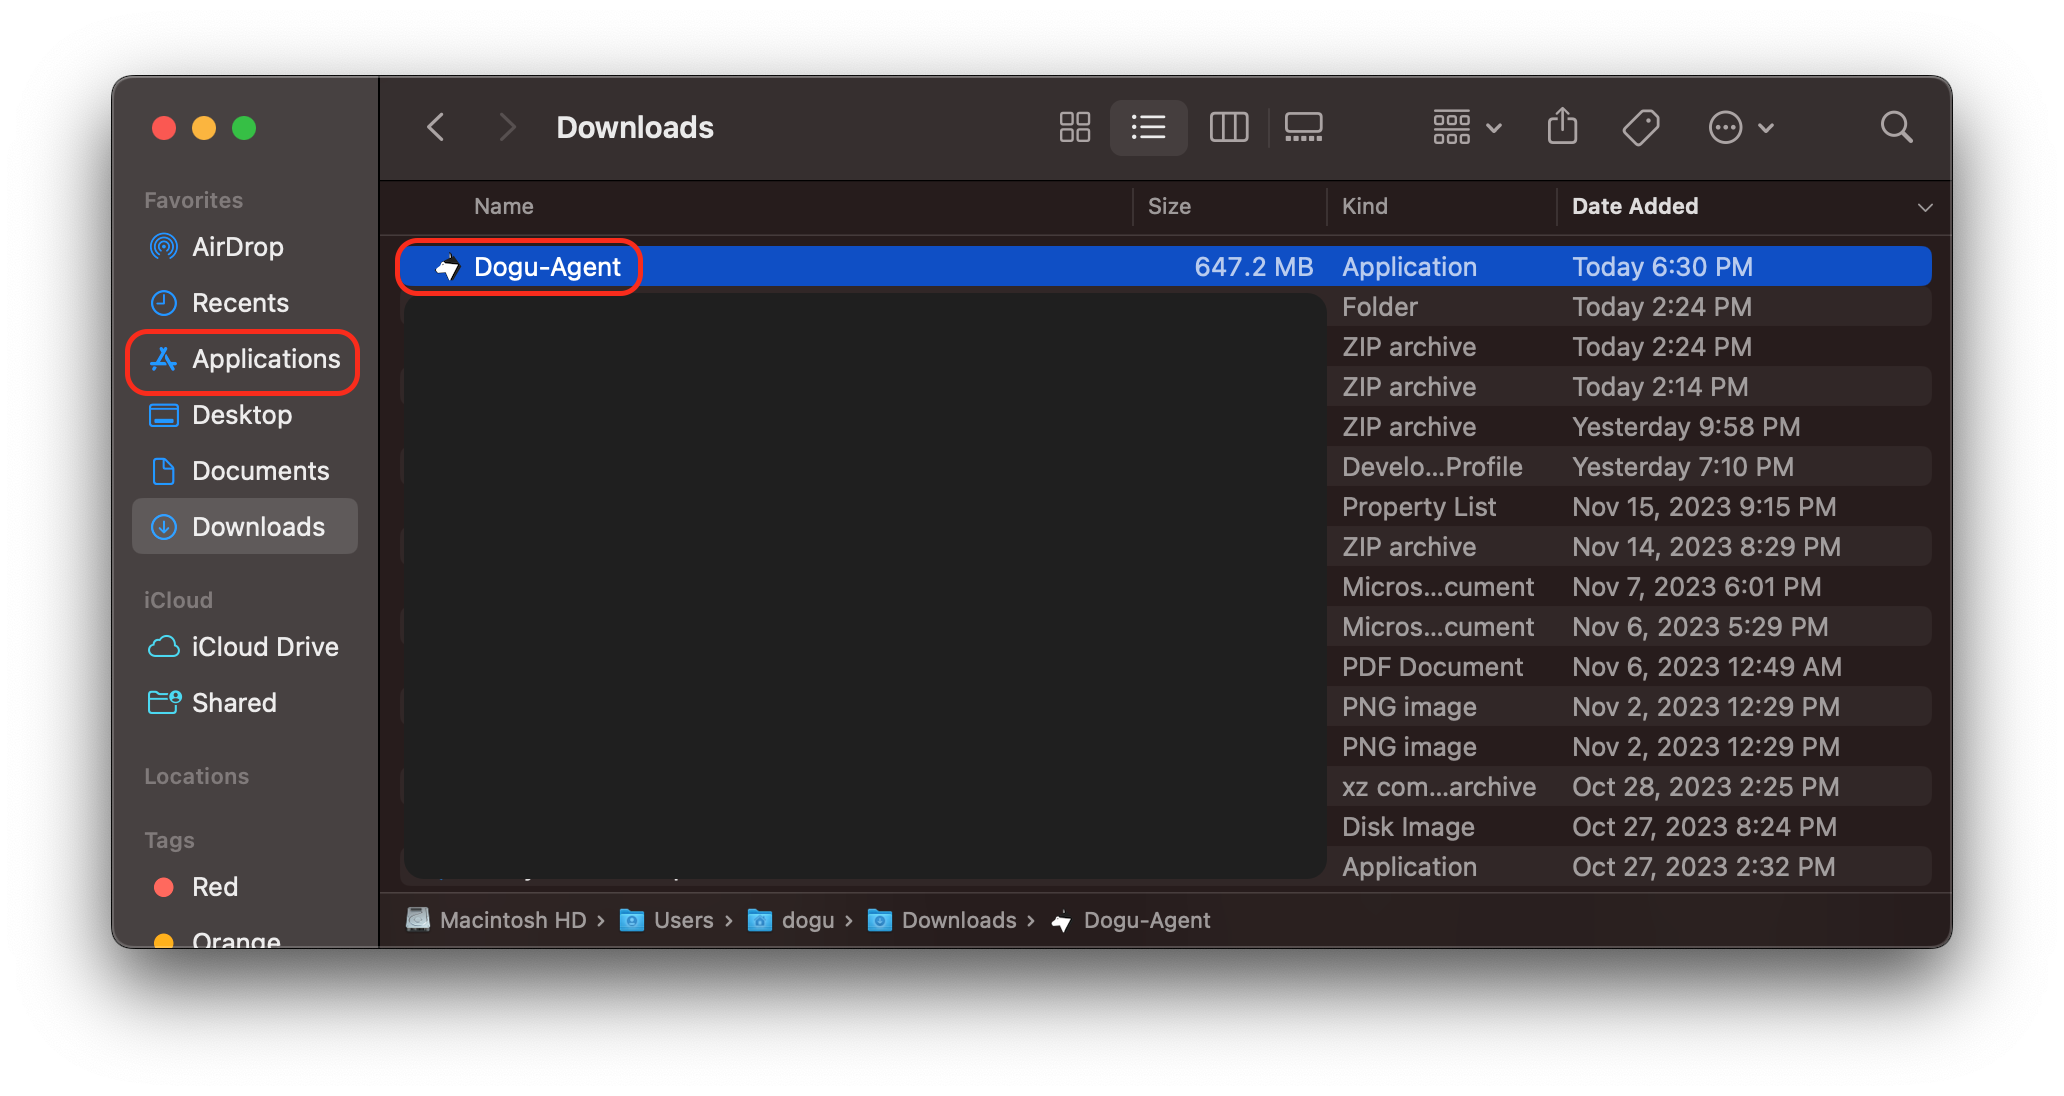 Downloads
Favorites
AirDrop
Recents
Applications
Desktop
Documents
Downloads
iCloud
iCloud Drive
Shared
Locations
Tags
Red
Orange
Name Size Kind Date Added
Dogu-Agent 647.2 MB Application Today 6:30 PM
Folder Today 2:24 PM
ZIP archive Today 2:24 PM
ZIP archive Today 2:14 PM
ZIP archive Yesterday 9:58 PM
Develo...Profile Yesterday 7:10 PM
Property List Nov 15, 2023 9:15 PM
ZIP archive Nov 14, 2023 8:29 PM
Micros...cument Nov 7, 2023 6:01 PM
Micros...cument Nov 6, 2023 5:29 PM
PDF Document Nov 6, 2023 12:49 AM
PNG image Nov 2, 2023 12:29 PM
PNG image Nov 2, 2023 12:29 PM
xz com...archive Oct 28, 2023 2:25 PM
Disk Image Oct 27, 2023 8:24 PM
Application Oct 27, 2023 2:32 PM
Macintosh HD › Users › dogu › Downloads › Dogu-Agent